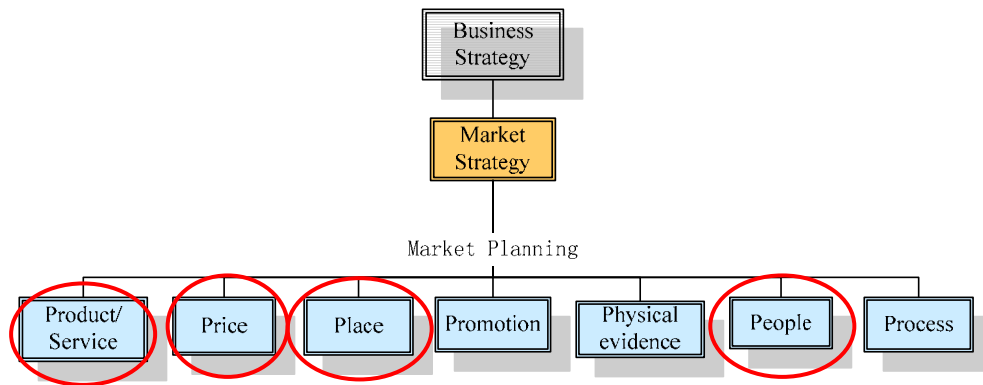 Business
Strategy
Market
Strategy
Market Planning
Product/
Service
Price
Place
Promotion
Physical
evidence
People
Process